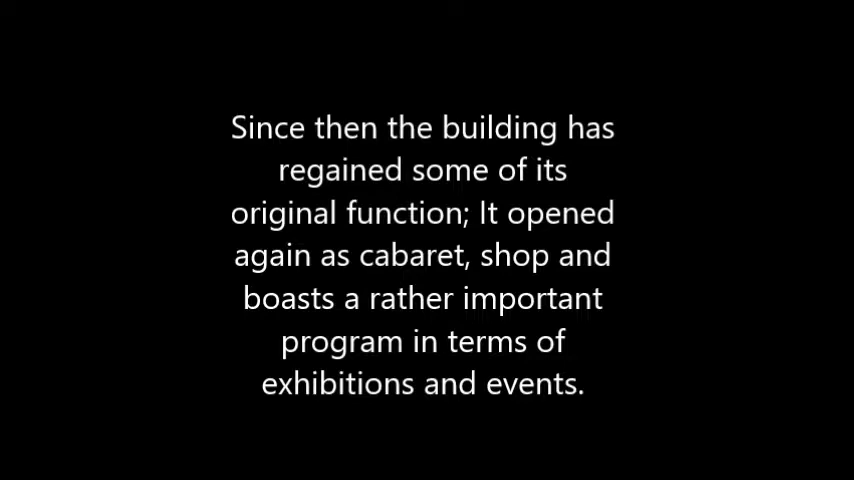 Since then the building has
regained some of its
original function; It opened
again as cabaret, shop and
boasts a rather important
program in terms of
exhibitions and events.